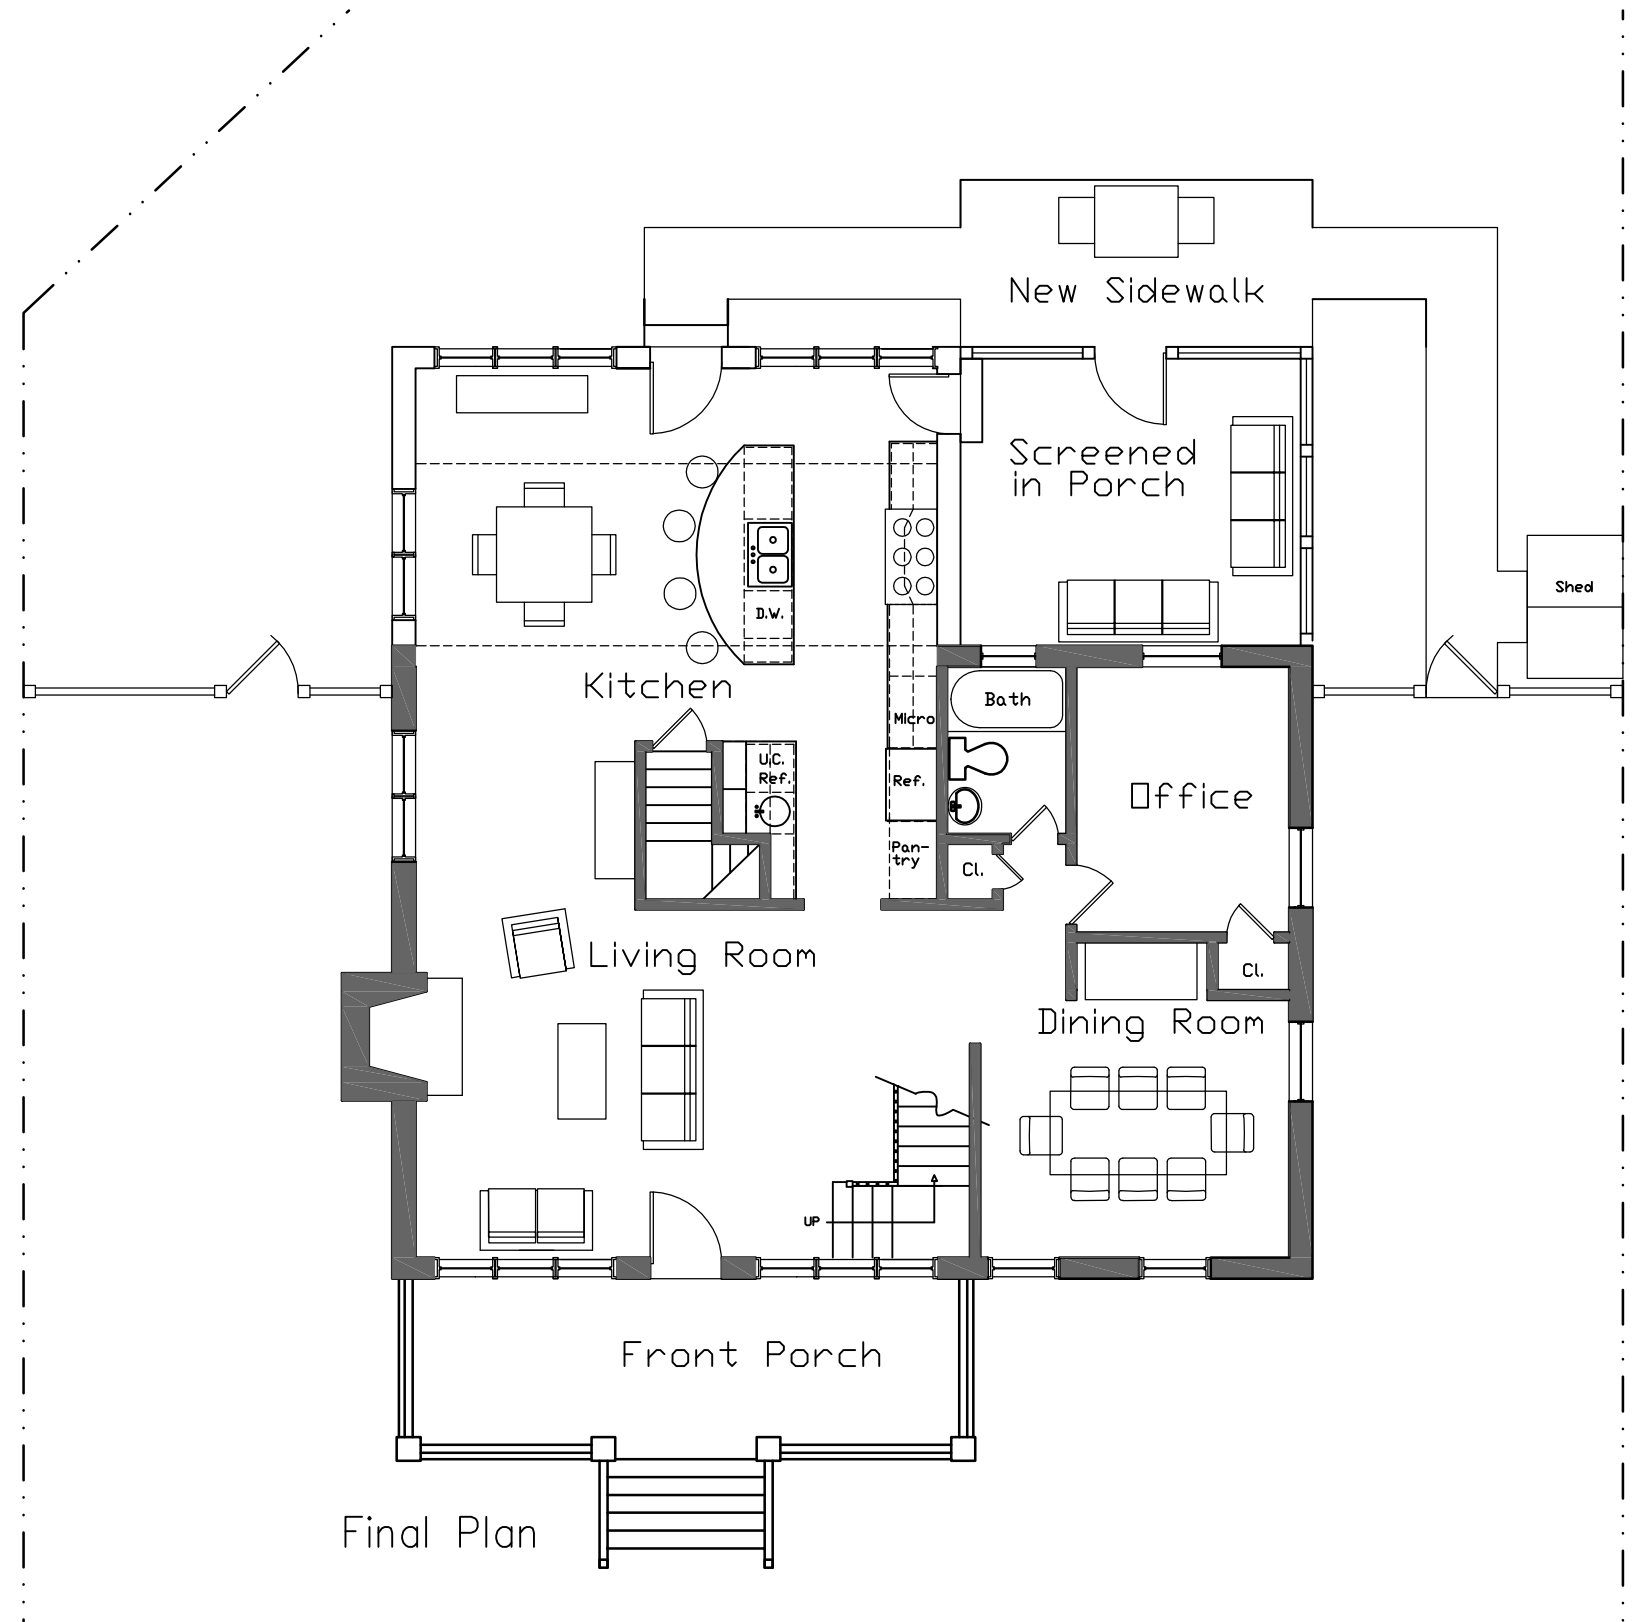 New Sidewalk
Screened
in Porch
Shed
D.W.
Kitchen
Bath
Micro
U.C.
Ref.
Ref.
Office
Pan-
try
Cl.
Living Room
Cl.
Dining Room
UP
Front Porch
Final Plan